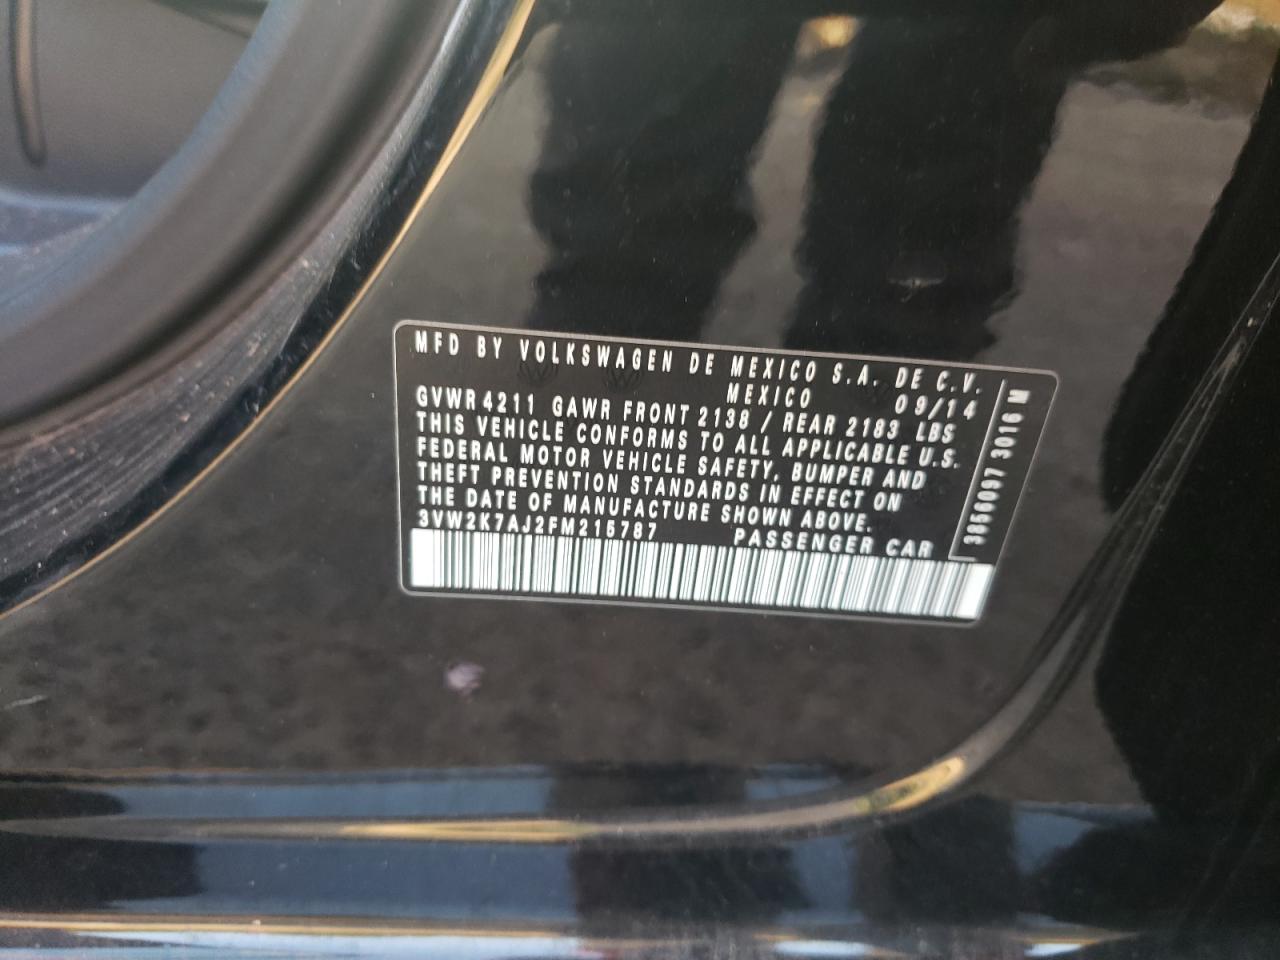 MFD BY VOLKSWAGEN DE MEXICO S.A. DE C.V.
MEXICO 09/14
GVWR 4211 GAWR FRONT 2138 / REAR 2183 LBS
THIS VEHICLE CONFORMS TO ALL APPLICABLE U.S.
FEDERAL MOTOR VEHICLE SAFETY, BUMPER AND
THEFT PREVENTION STANDARDS IN EFFECT ON
THE DATE OF MANUFACTURE SHOWN ABOVE.
3VW2K7AJ2FM215787 PASSENGER CAR
3856097 3016 M